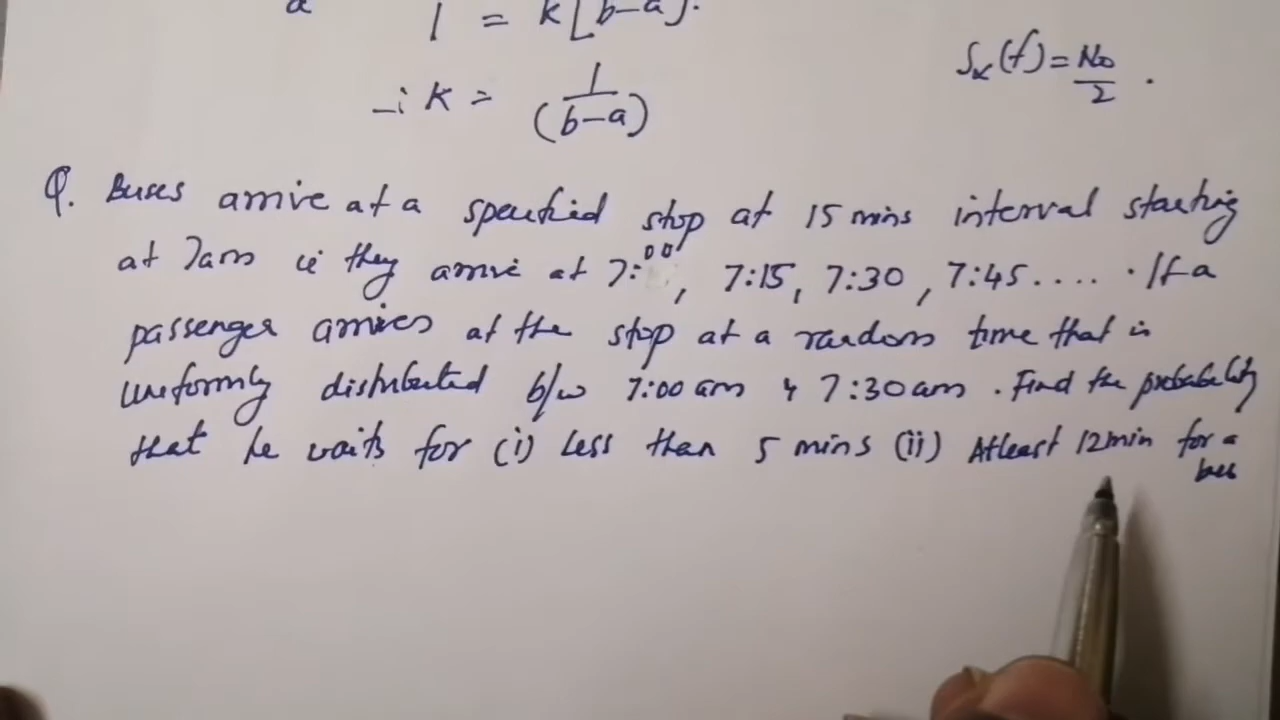 a 1 = K[b-a].
∴ K = 1/(b-a)
Sx(f) = No/2 .
Q. Buses arrive at a specified stop at 15 mins interval starting
at 7am ie they arrive at 7:00, 7:15, 7:30, 7:45..... If a
passenger arrives at the stop at a random time that is
uniformly distributed b/w 7:00 am & 7:30am . Find the probability
that he waits for (i) Less than 5 mins (ii) Atleast 12min for a
bus